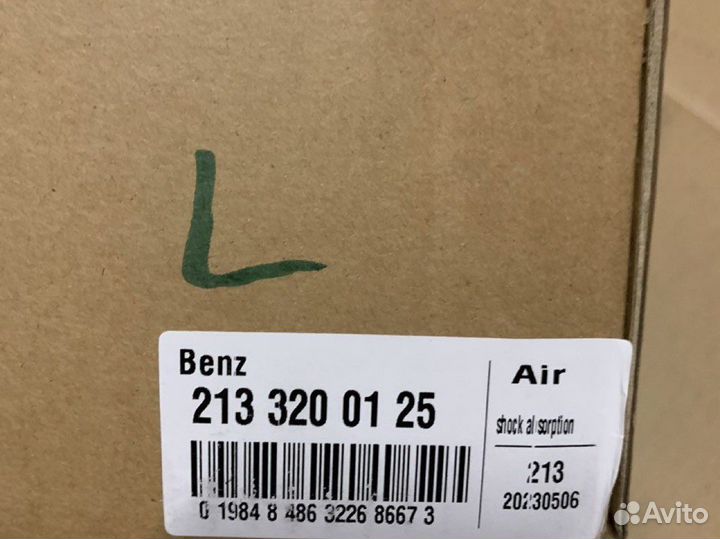 L
Benz
213 320 01 25
0 1984 8 486 3226 8667 3
Air
shock absorption
213
20230506
Avito